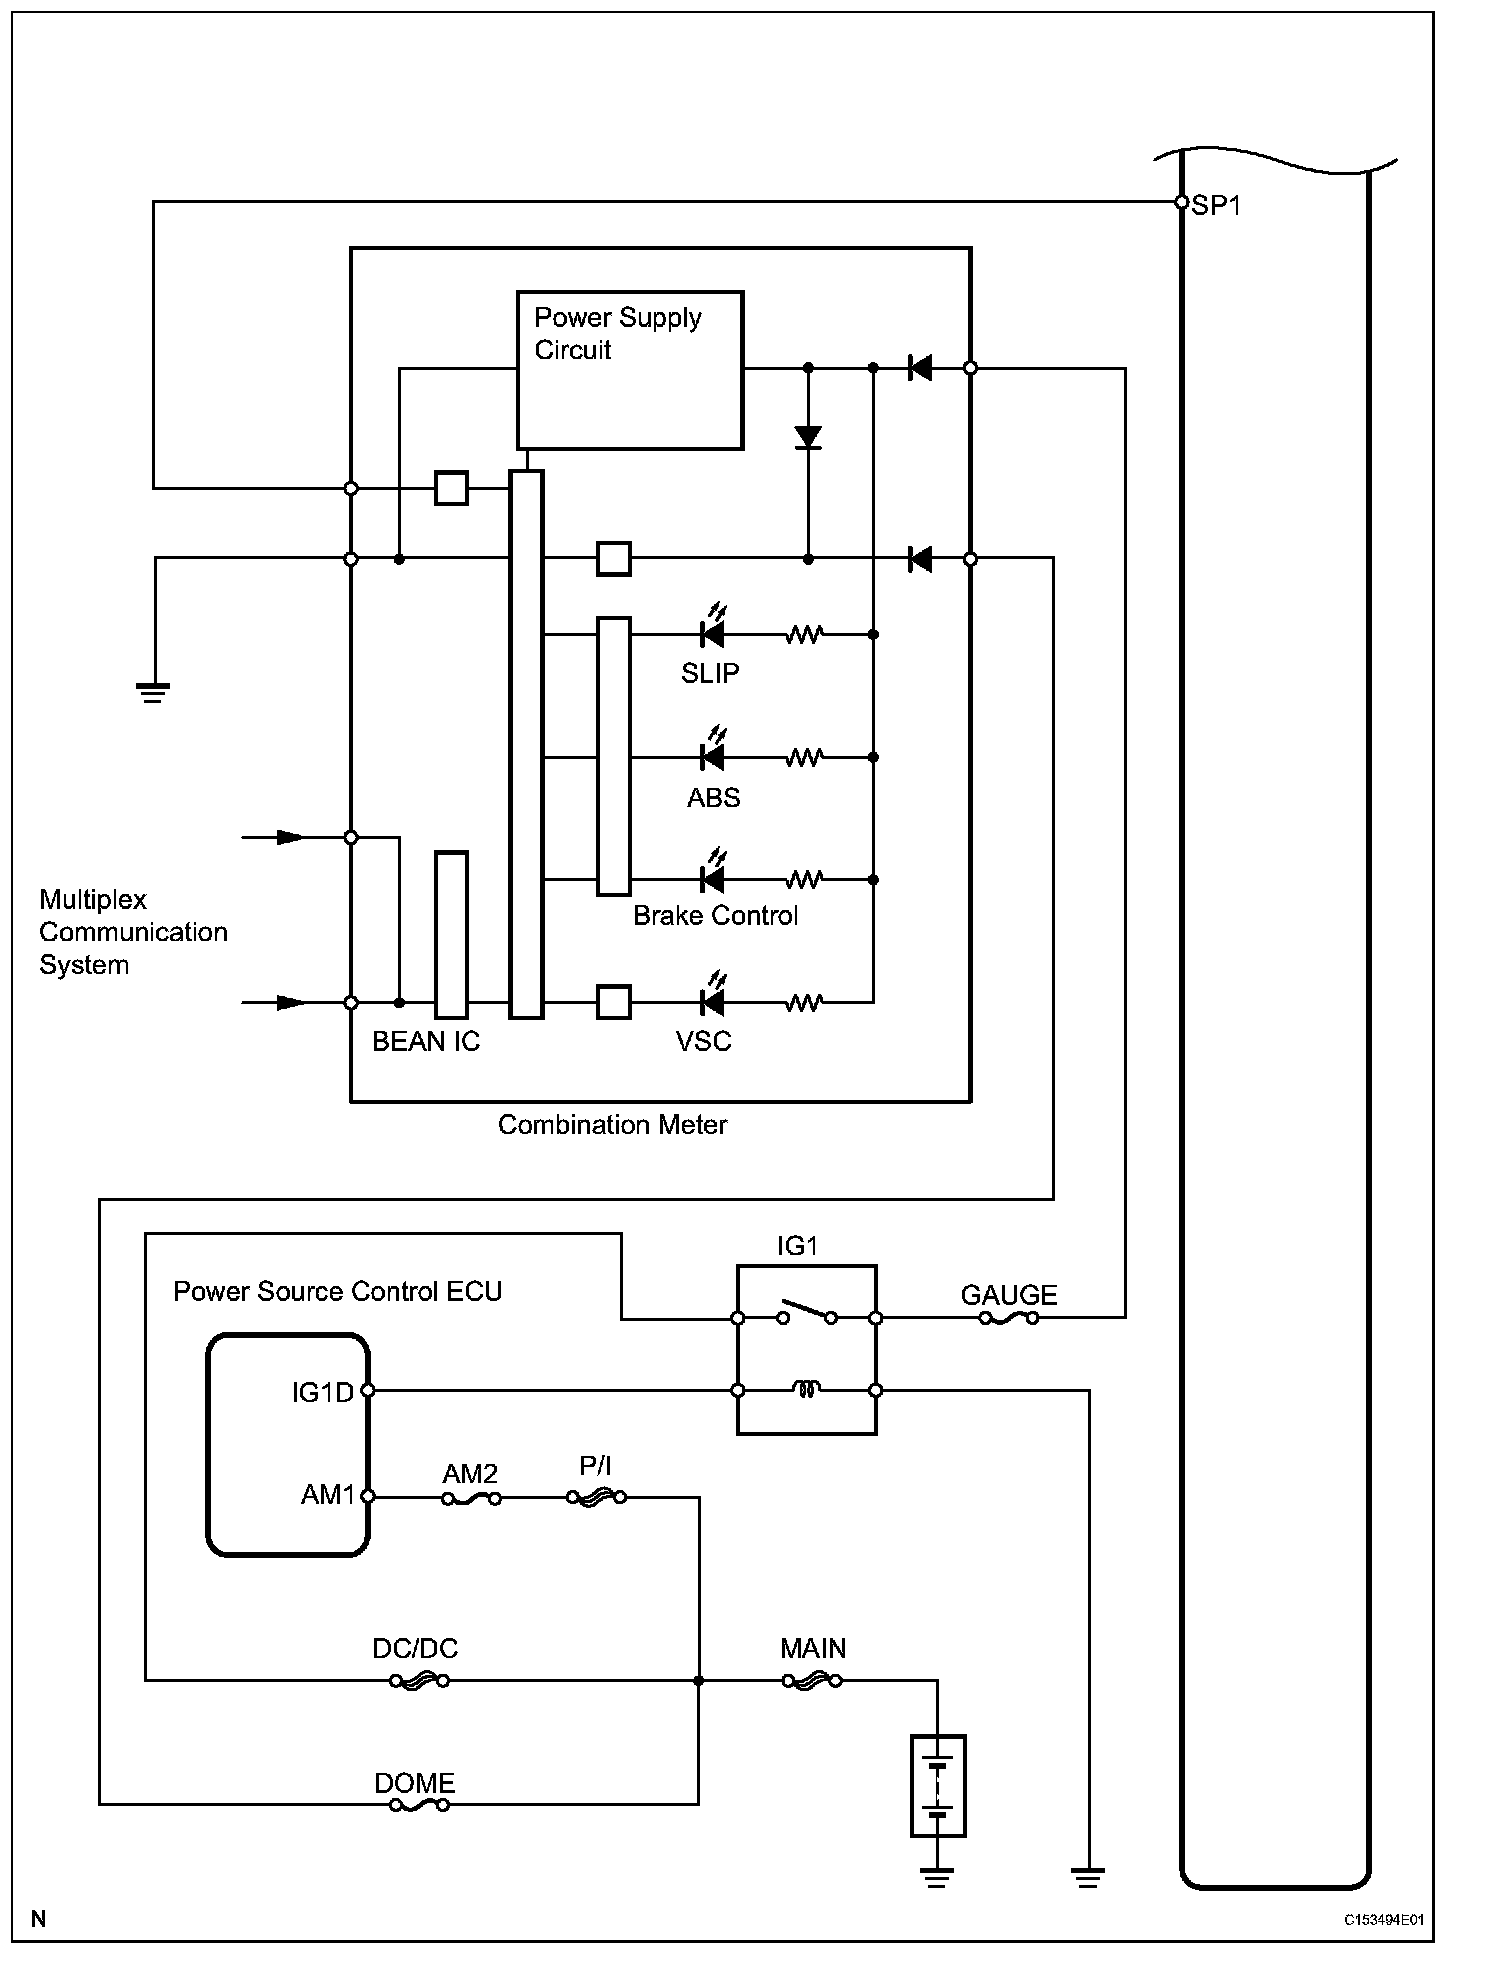 SP1
Power Supply
Circuit
SLIP
ABS
Multiplex
Communication
System
Brake Control
BEAN IC
VSC
Combination Meter
IG1
Power Source Control ECU
GAUGE
IG1D
AM2
P/I
AM1
DC/DC
MAIN
DOME
N
C153494E01